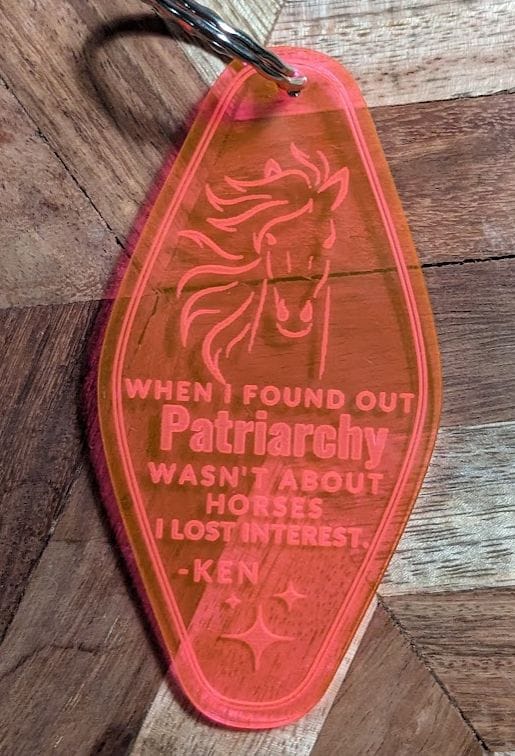 WHEN I FOUND OUT
Patriarchy
WASN'T ABOUT
HORSES
I LOST INTEREST.
-KEN